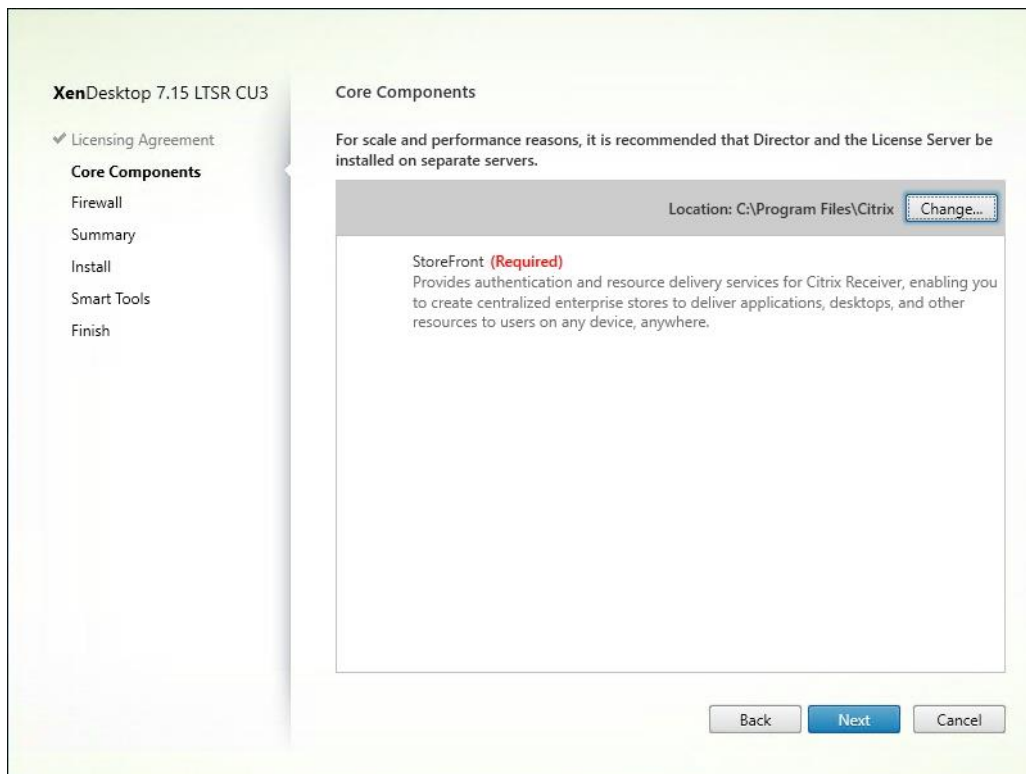 XenDesktop 7.15 LTSR CU3
Licensing Agreement
Core Components
Firewall
Summary
Install
Smart Tools
Finish
Core Components
For scale and performance reasons, it is recommended that Director and the License Server be
installed on separate servers.
Location: C:\Program Files\Citrix Change...
StoreFront (Required)
Provides authentication and resource delivery services for Citrix Receiver, enabling you
to create centralized enterprise stores to deliver applications, desktops, and other
resources to users on any device, anywhere.
Back Next Cancel